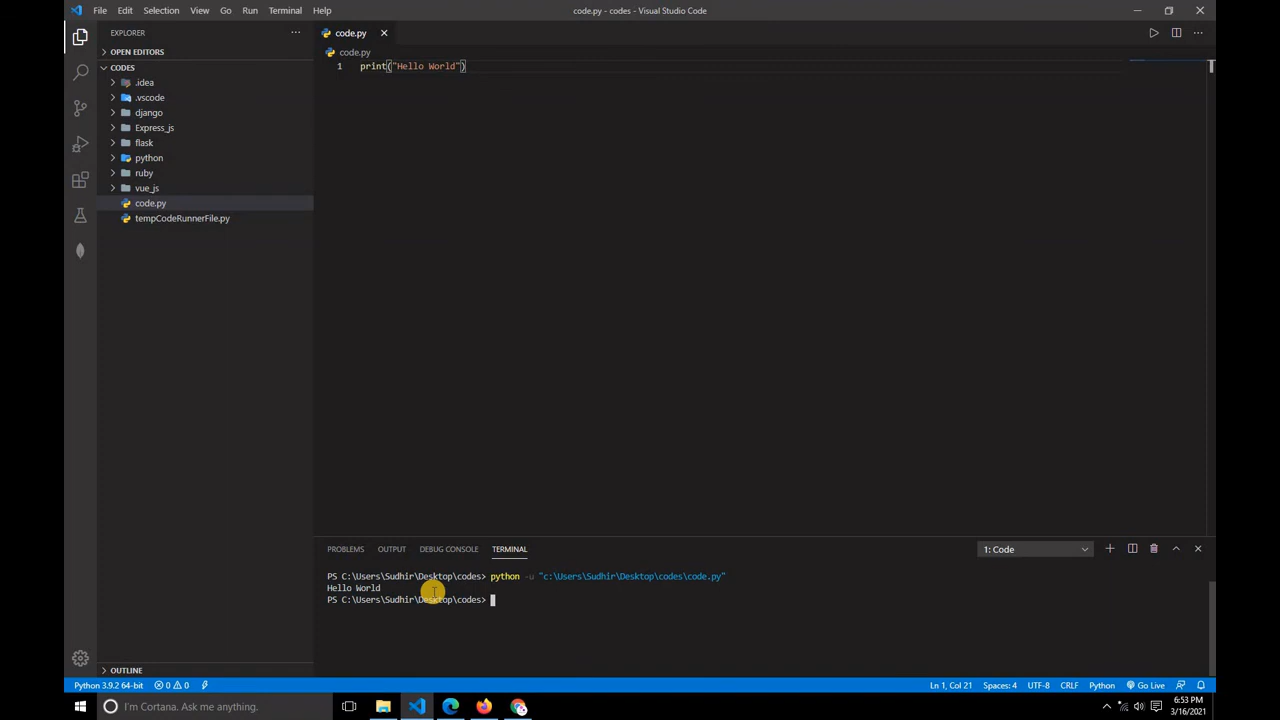 File Edit Selection View Go Run Terminal Help
code.py - codes - Visual Studio Code
EXPLORER
OPEN EDITORS
CODES
.idea
.vscode
django
Express_js
flask
python
ruby
vue_js
code.py
tempCodeRunnerFile.py
OUTLINE
code.py
code.py
1 print("Hello World")
PROBLEMS OUTPUT DEBUG CONSOLE TERMINAL
1: Code
PS C:\Users\Sudhir\Desktop\codes> python -u "c:\Users\Sudhir\Desktop\codes\code.py"
Hello World
PS C:\Users\Sudhir\Desktop\codes>
Python 3.9.2 64-bit 0 0
Ln 1, Col 21 Spaces: 4 UTF-8 CRLF Python Go Live
I'm Cortana. Ask me anything.
6:53 PM
3/16/2021